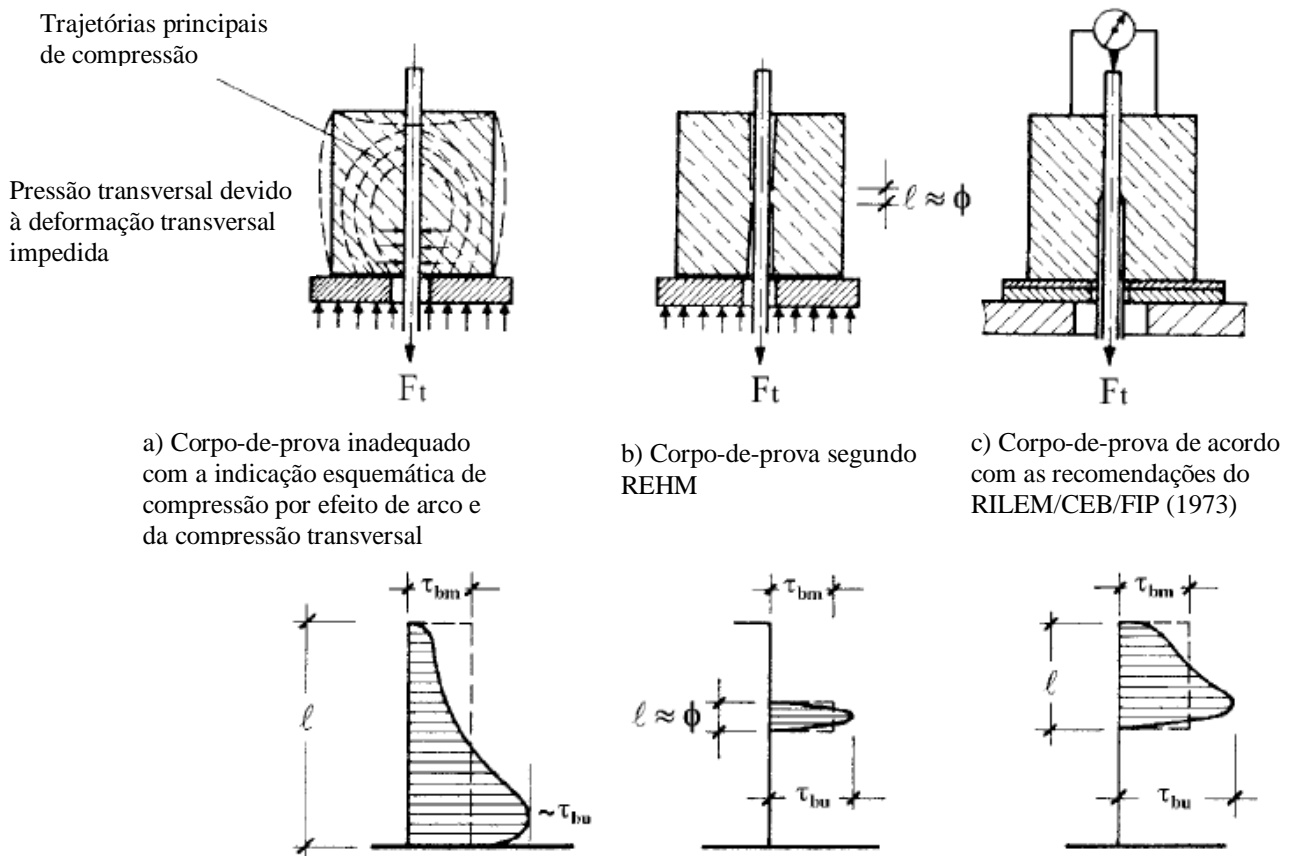 Trajetórias principais
de compressão
Pressão transversal devido
à deformação transversal
impedida
ℓ ≈ ϕ
Ft
Ft
Ft
a) Corpo-de-prova inadequado
com a indicação esquemática de
compressão por efeito de arco e
da compressão transversal
b) Corpo-de-prova segundo
REHM
c) Corpo-de-prova de acordo
com as recomendações do
RILEM/CEB/FIP (1973)
τbm
τbm
τbm
ℓ
ℓ ≈ ϕ
ℓ
~τbu
τbu
τbu